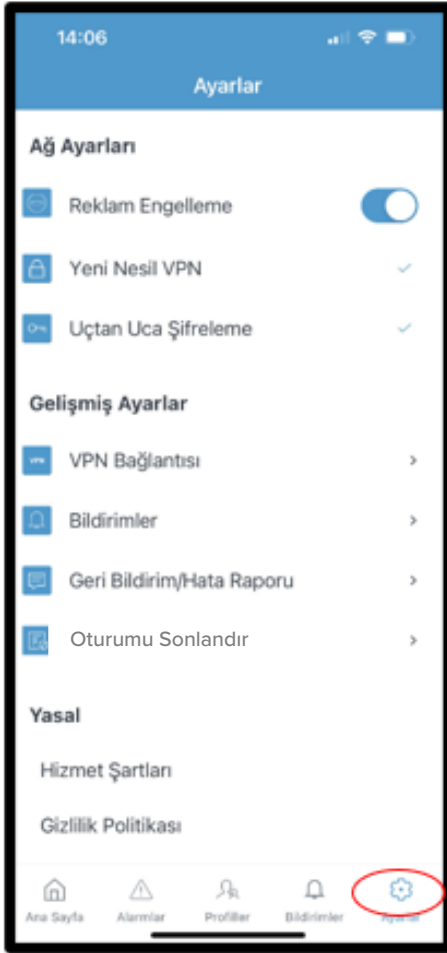 14:06
Ayarlar
Ağ Ayarları
Reklam Engelleme
Yeni Nesil VPN
Uçtan Uca Şifreleme
Gelişmiş Ayarlar
VPN Bağlantısı
Bildirimler
Geri Bildirim/Hata Raporu
Oturumu Sonlandır
Yasal
Hizmet Şartları
Gizlilik Politikası
Ana Sayfa Alarmlar Profiller Bildirimler Ayarlar